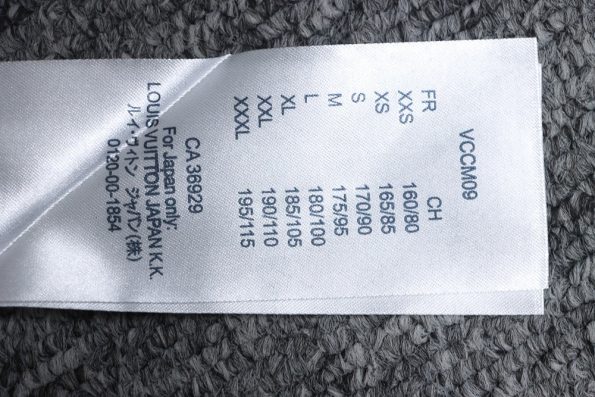 VCCM09
FR CH
XXS 160/80
XS 165/85
S 170/90
M 175/95
L 180/100
XL 185/105
XXL 190/110
XXXL 195/115
CA 36929
For Japan only:
LOUIS VUITTON JAPAN K.K.
ルイ・ヴィトン ジャパン(株)
0120-00-1854